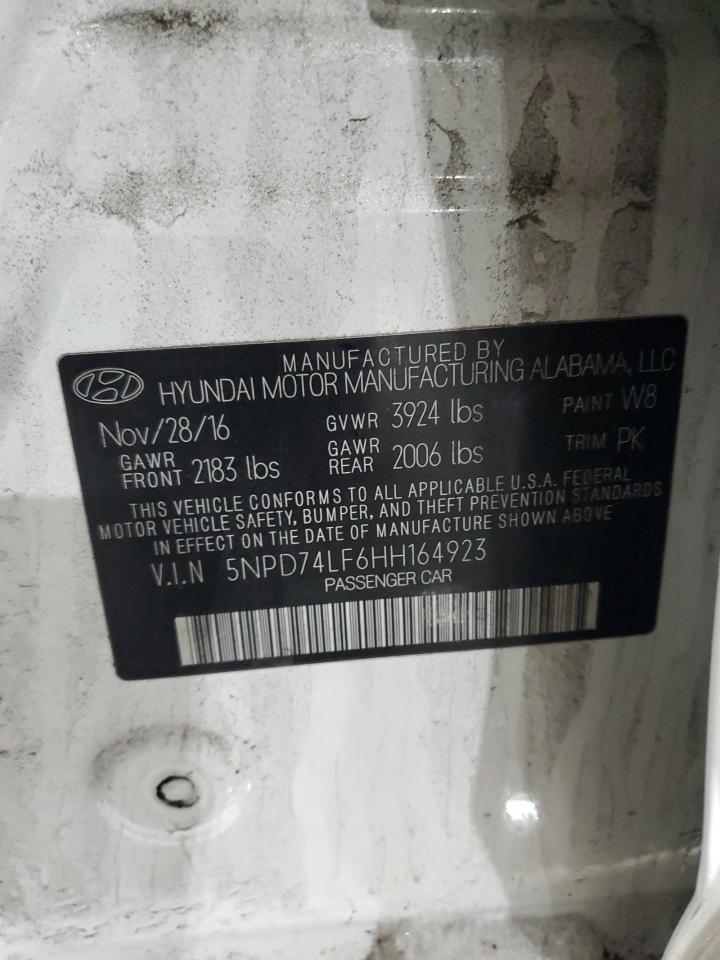 MANUFACTURED BY
HYUNDAI MOTOR MANUFACTURING ALABAMA, LLC
Nov/28/16 GVWR 3924 lbs PAINT W8
GAWR FRONT 2183 lbs GAWR REAR 2006 lbs TRIM PK
THIS VEHICLE CONFORMS TO ALL APPLICABLE U.S.A. FEDERAL
MOTOR VEHICLE SAFETY, BUMPER, AND THEFT PREVENTION STANDARDS
IN EFFECT ON THE DATE OF MANUFACTURE SHOWN ABOVE
V.I.N 5NPD74LF6HH164923
PASSENGER CAR